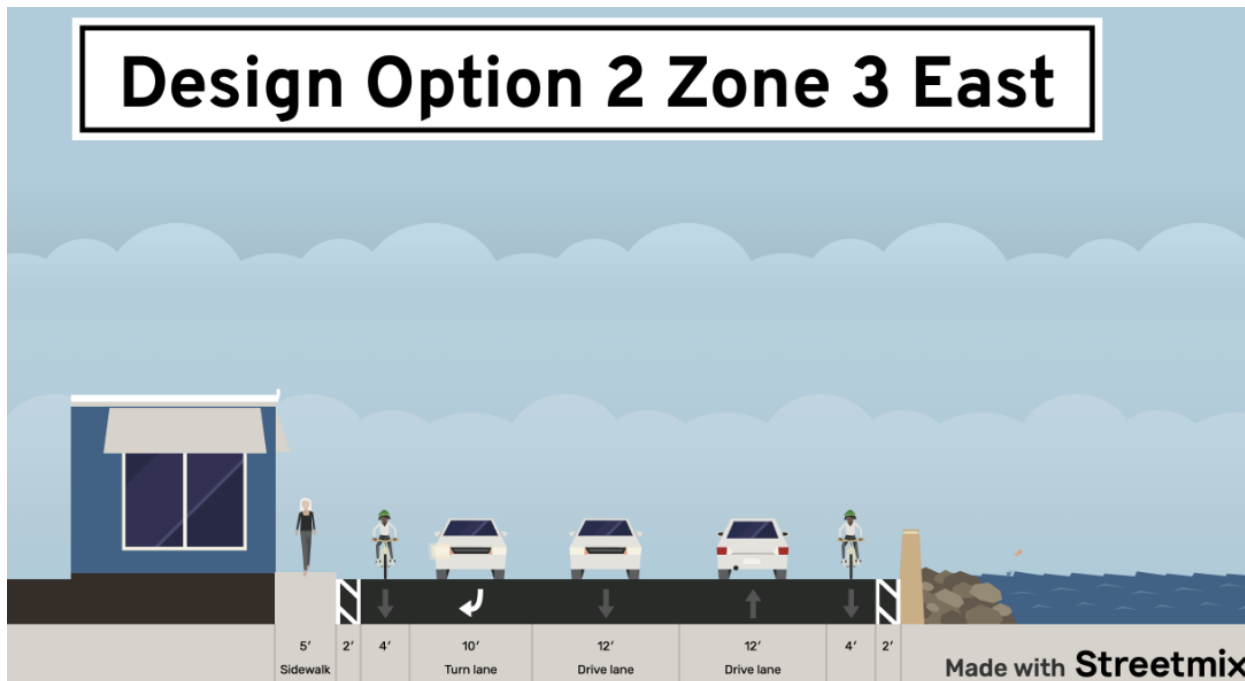 Design Option 2 Zone 3 East
5′ 2′ 4′ 10′ 12′ 12′ 4′ 2′
Sidewalk Turn lane Drive lane Drive lane
Made with Streetmix